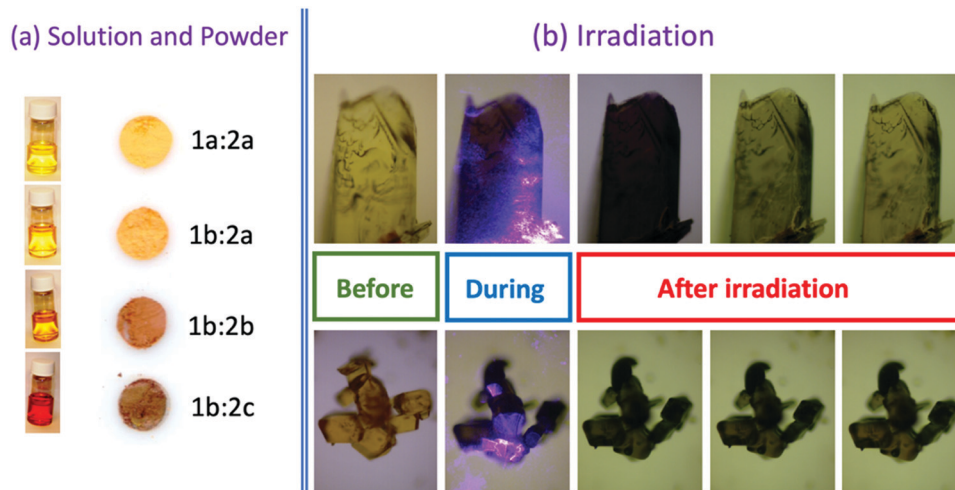 (a) Solution and Powder
1a:2a
1b:2a
1b:2b
1b:2c
(b) Irradiation
Before
During
After irradiation